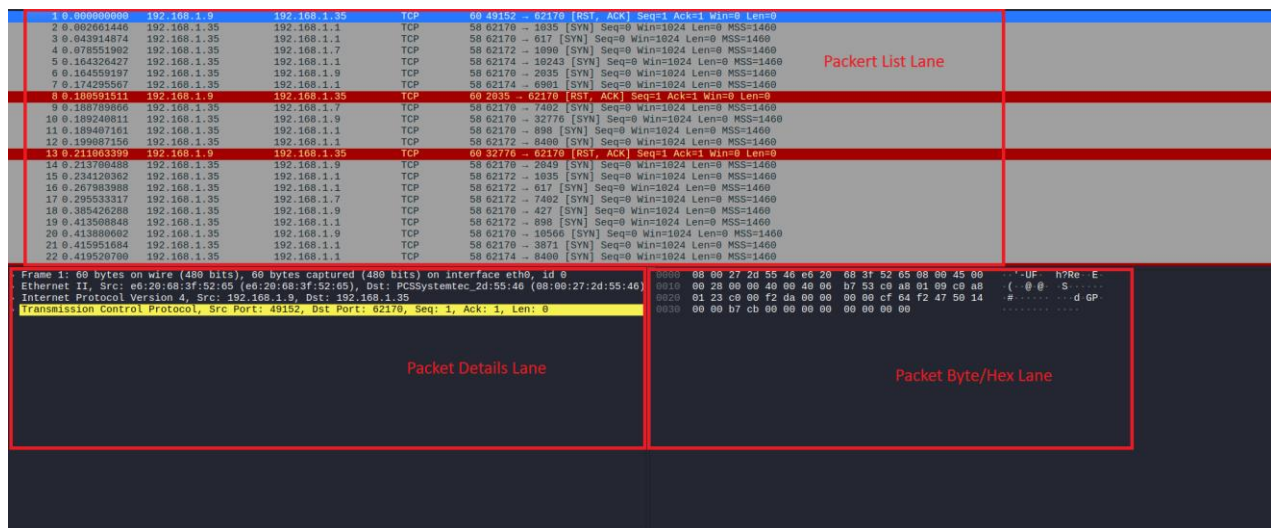 1 0.000000000 192.168.1.9 192.168.1.35 TCP 60 49152 → 62170 [RST, ACK] Seq=1 Ack=1 Win=0 Len=0
2 0.002661446 192.168.1.35 192.168.1.1 TCP 58 62170 → 1035 [SYN] Seq=0 Win=1024 Len=0 MSS=1460
3 0.043914874 192.168.1.35 192.168.1.1 TCP 58 62170 → 617 [SYN] Seq=0 Win=1024 Len=0 MSS=1460
4 0.078551902 192.168.1.35 192.168.1.7 TCP 58 62172 → 1090 [SYN] Seq=0 Win=1024 Len=0 MSS=1460
5 0.164326427 192.168.1.35 192.168.1.1 TCP 58 62174 → 10243 [SYN] Seq=0 Win=1024 Len=0 MSS=1460
Packert List Lane
6 0.164559197 192.168.1.35 192.168.1.9 TCP 58 62170 → 2035 [SYN] Seq=0 Win=1024 Len=0 MSS=1460
7 0.174295567 192.168.1.35 192.168.1.1 TCP 58 62174 → 6901 [SYN] Seq=0 Win=1024 Len=0 MSS=1460
8 0.180591511 192.168.1.9 192.168.1.35 TCP 60 2035 → 62170 [RST, ACK] Seq=1 Ack=1 Win=0 Len=0
9 0.188789866 192.168.1.35 192.168.1.7 TCP 58 62170 → 7402 [SYN] Seq=0 Win=1024 Len=0 MSS=1460
10 0.189240811 192.168.1.35 192.168.1.9 TCP 58 62170 → 32776 [SYN] Seq=0 Win=1024 Len=0 MSS=1460
11 0.189407161 192.168.1.35 192.168.1.1 TCP 58 62170 → 898 [SYN] Seq=0 Win=1024 Len=0 MSS=1460
12 0.199087156 192.168.1.35 192.168.1.1 TCP 58 62172 → 8400 [SYN] Seq=0 Win=1024 Len=0 MSS=1460
13 0.211063399 192.168.1.9 192.168.1.35 TCP 60 32776 → 62170 [RST, ACK] Seq=1 Ack=1 Win=0 Len=0
14 0.213700488 192.168.1.35 192.168.1.9 TCP 58 62170 → 2049 [SYN] Seq=0 Win=1024 Len=0 MSS=1460
15 0.234120362 192.168.1.35 192.168.1.1 TCP 58 62172 → 1035 [SYN] Seq=0 Win=1024 Len=0 MSS=1460
16 0.267983988 192.168.1.35 192.168.1.1 TCP 58 62172 → 617 [SYN] Seq=0 Win=1024 Len=0 MSS=1460
17 0.295533317 192.168.1.35 192.168.1.7 TCP 58 62172 → 7402 [SYN] Seq=0 Win=1024 Len=0 MSS=1460
18 0.385426288 192.168.1.35 192.168.1.9 TCP 58 62170 → 427 [SYN] Seq=0 Win=1024 Len=0 MSS=1460
19 0.413508848 192.168.1.35 192.168.1.1 TCP 58 62172 → 898 [SYN] Seq=0 Win=1024 Len=0 MSS=1460
20 0.413880602 192.168.1.35 192.168.1.9 TCP 58 62170 → 10566 [SYN] Seq=0 Win=1024 Len=0 MSS=1460
21 0.415951684 192.168.1.35 192.168.1.1 TCP 58 62170 → 3871 [SYN] Seq=0 Win=1024 Len=0 MSS=1460
22 0.419520700 192.168.1.35 192.168.1.1 TCP 58 62174 → 8400 [SYN] Seq=0 Win=1024 Len=0 MSS=1460
Frame 1: 60 bytes on wire (480 bits), 60 bytes captured (480 bits) on interface eth0, id 0
Ethernet II, Src: e6:20:68:3f:52:65 (e6:20:68:3f:52:65), Dst: PCSSystemtec_2d:55:46 (08:00:27:2d:55:46)
Internet Protocol Version 4, Src: 192.168.1.9, Dst: 192.168.1.35
Transmission Control Protocol, Src Port: 49152, Dst Port: 62170, Seq: 1, Ack: 1, Len: 0
Packet Details Lane
0000 08 00 27 2d 55 46 e6 20 68 3f 52 65 08 00 45 00 ··'-UF· h?Re··E·
0010 00 28 00 00 40 00 40 06 b7 53 c0 a8 01 09 c0 a8 ·(··@·@· ·S······
0020 01 23 c0 00 f2 da 00 00 00 00 cf 64 f2 47 50 14 ·#······ ···d·GP·
0030 00 00 b7 cb 00 00 00 00 00 00 00 00 ········ ····
Packet Byte/Hex Lane